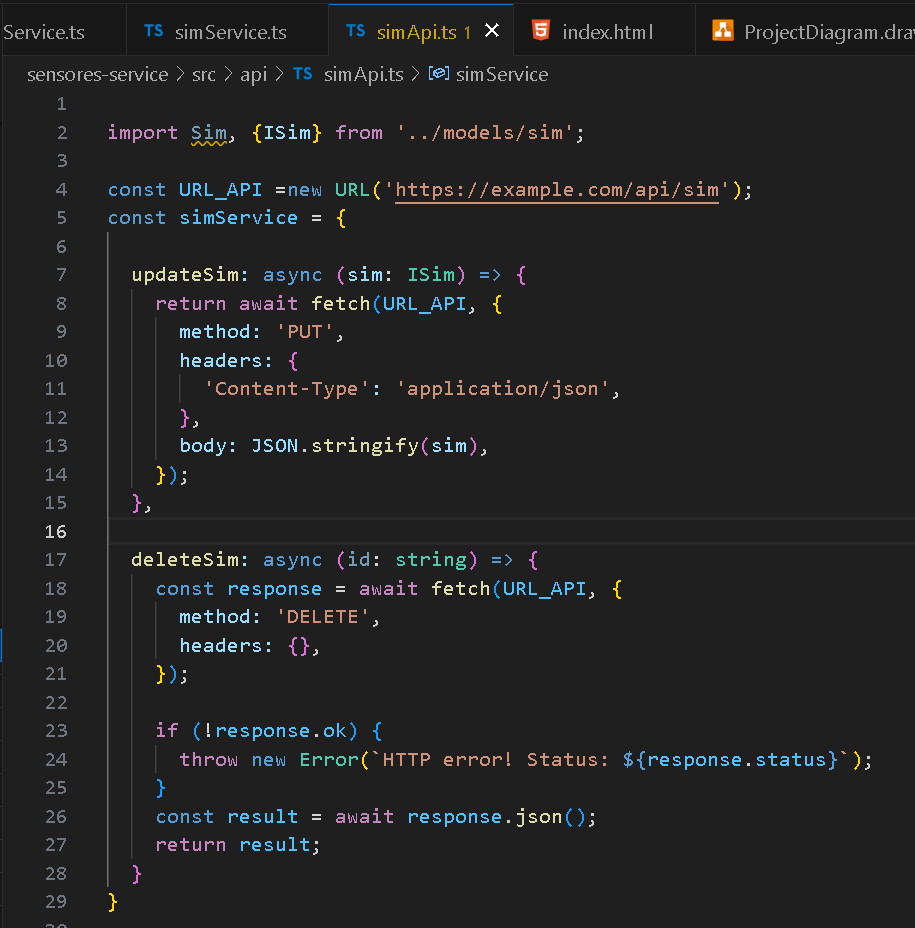 Service.ts TS simService.ts TS simApi.ts 1 index.html ProjectDiagram.dra
sensores-service > src > api > TS simApi.ts > simService
1
2 import Sim, {ISim} from '../models/sim';
3
4 const URL_API =new URL('https://example.com/api/sim');
5 const simService = {
6
7 updateSim: async (sim: ISim) => {
8 return await fetch(URL_API, {
9 method: 'PUT',
10 headers: {
11 'Content-Type': 'application/json',
12 },
13 body: JSON.stringify(sim),
14 });
15 },
16
17 deleteSim: async (id: string) => {
18 const response = await fetch(URL_API, {
19 method: 'DELETE',
20 headers: {},
21 });
22
23 if (!response.ok) {
24 throw new Error(`HTTP error! Status: ${response.status}`);
25 }
26 const result = await response.json();
27 return result;
28 }
29 }